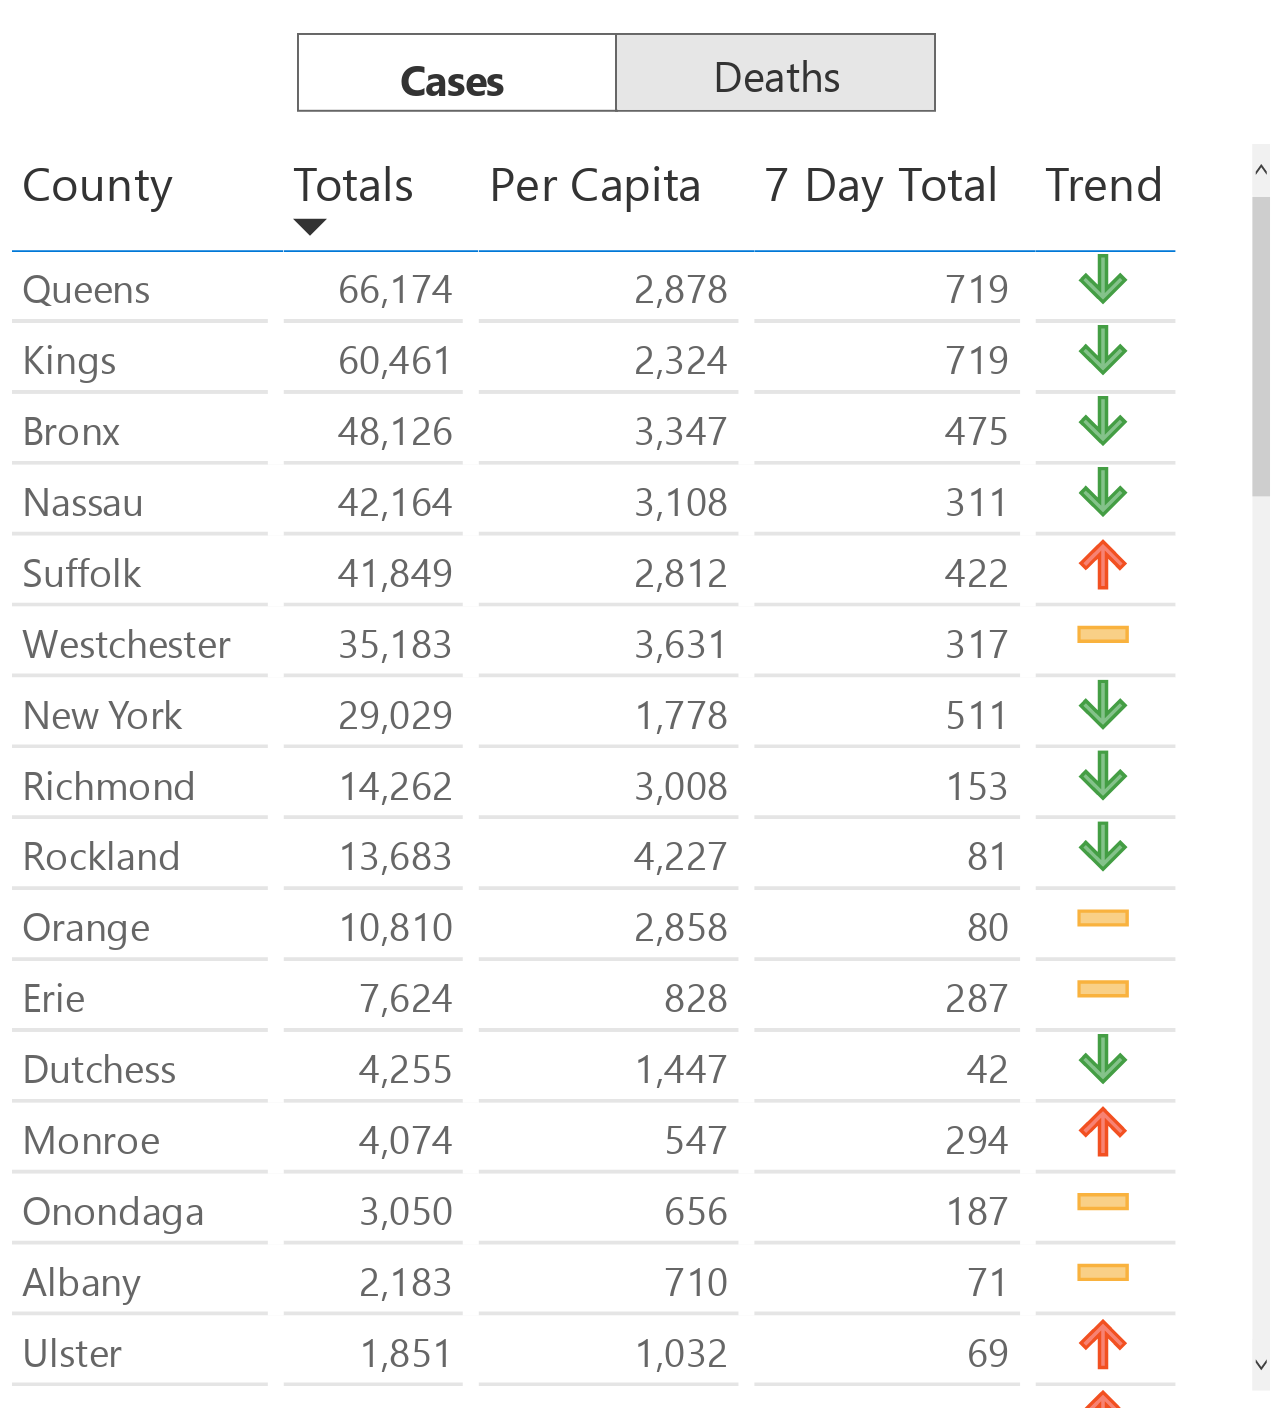 Cases Deaths
County Totals Per Capita 7 Day Total Trend
Queens 66,174 2,878 719
Kings 60,461 2,324 719
Bronx 48,126 3,347 475
Nassau 42,164 3,108 311
Suffolk 41,849 2,812 422
Westchester 35,183 3,631 317
New York 29,029 1,778 511
Richmond 14,262 3,008 153
Rockland 13,683 4,227 81
Orange 10,810 2,858 80
Erie 7,624 828 287
Dutchess 4,255 1,447 42
Monroe 4,074 547 294
Onondaga 3,050 656 187
Albany 2,183 710 71
Ulster 1,851 1,032 69